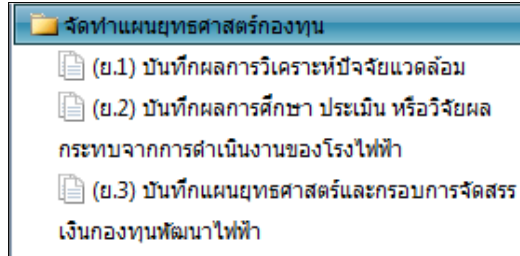 จัดทำแผนยุทธศาสตร์กองทุน
(ย.1) บันทึกผลการวิเคราะห์ปัจจัยแวดล้อม
(ย.2) บันทึกผลการศึกษา ประเมิน หรือวิจัยผล
กระทบจากการดำเนินงานของโรงไฟฟ้า
(ย.3) บันทึกแผนยุทธศาสตร์และกรอบการจัดสรร
เงินกองทุนพัฒนาไฟฟ้า